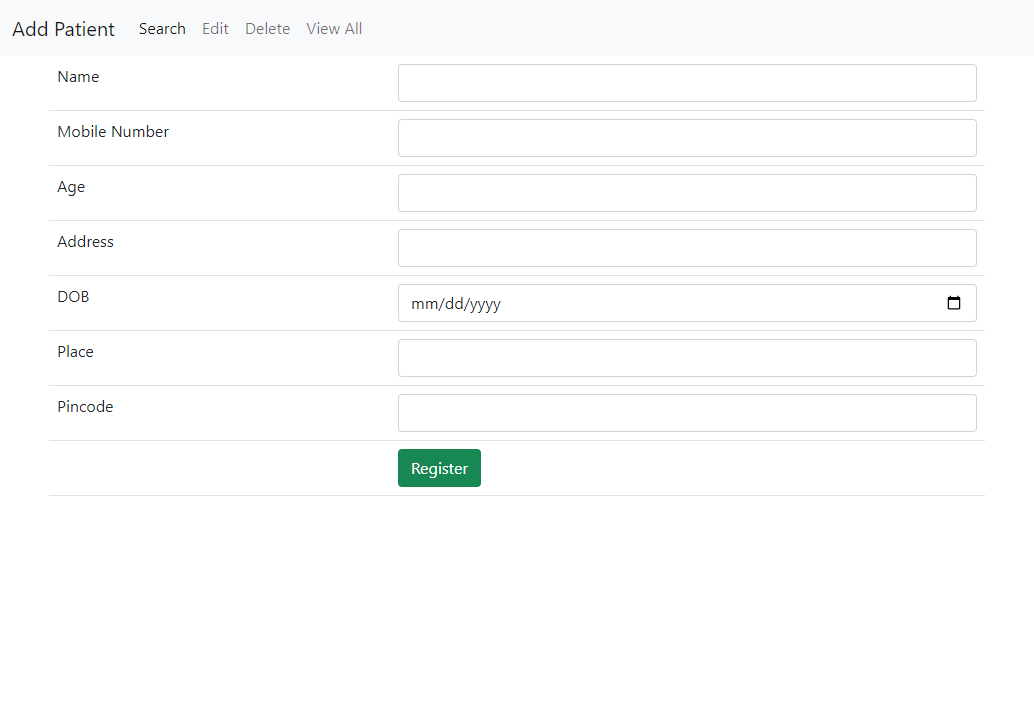 Add Patient Search Edit Delete View All
Name
Mobile Number
Age
Address
DOB mm/dd/yyyy
Place
Pincode
Register